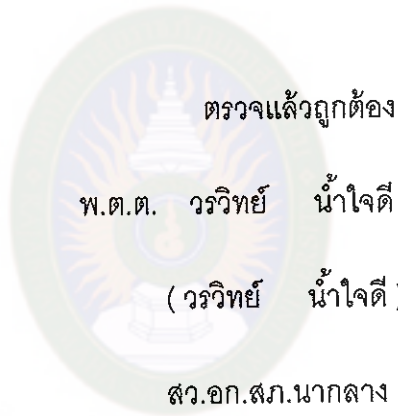 ตรวจแล้วถูกต้อง
พ.ต.ต. วรวิทย์ น้ำใจดี
( วรวิทย์ น้ำใจดี )
สว.อก.สภ.นากลาง